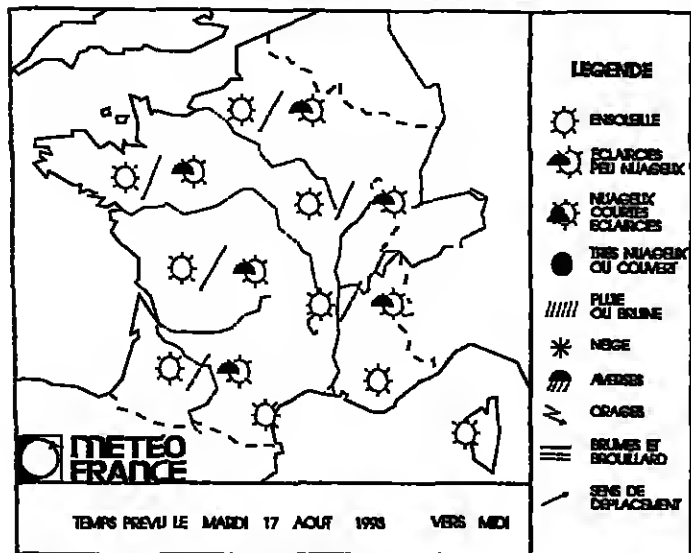 LEGENDE
ENSOLEILLE
ECLAIRCIES
PEU NUAGEUX
NUAGEUX
COURTES
ECLAIRCIES
TRES NUAGEUX
OU COUVERT
PLUIE
OU BRUINE
NEIGE
AVERSES
ORAGES
BRUMES ET
BROUILLARD
SENS DE
DEPLACEMENT
METEO
FRANCE
TEMPS PREVU LE MARDI 17 AOUT 1993 VERS MIDI